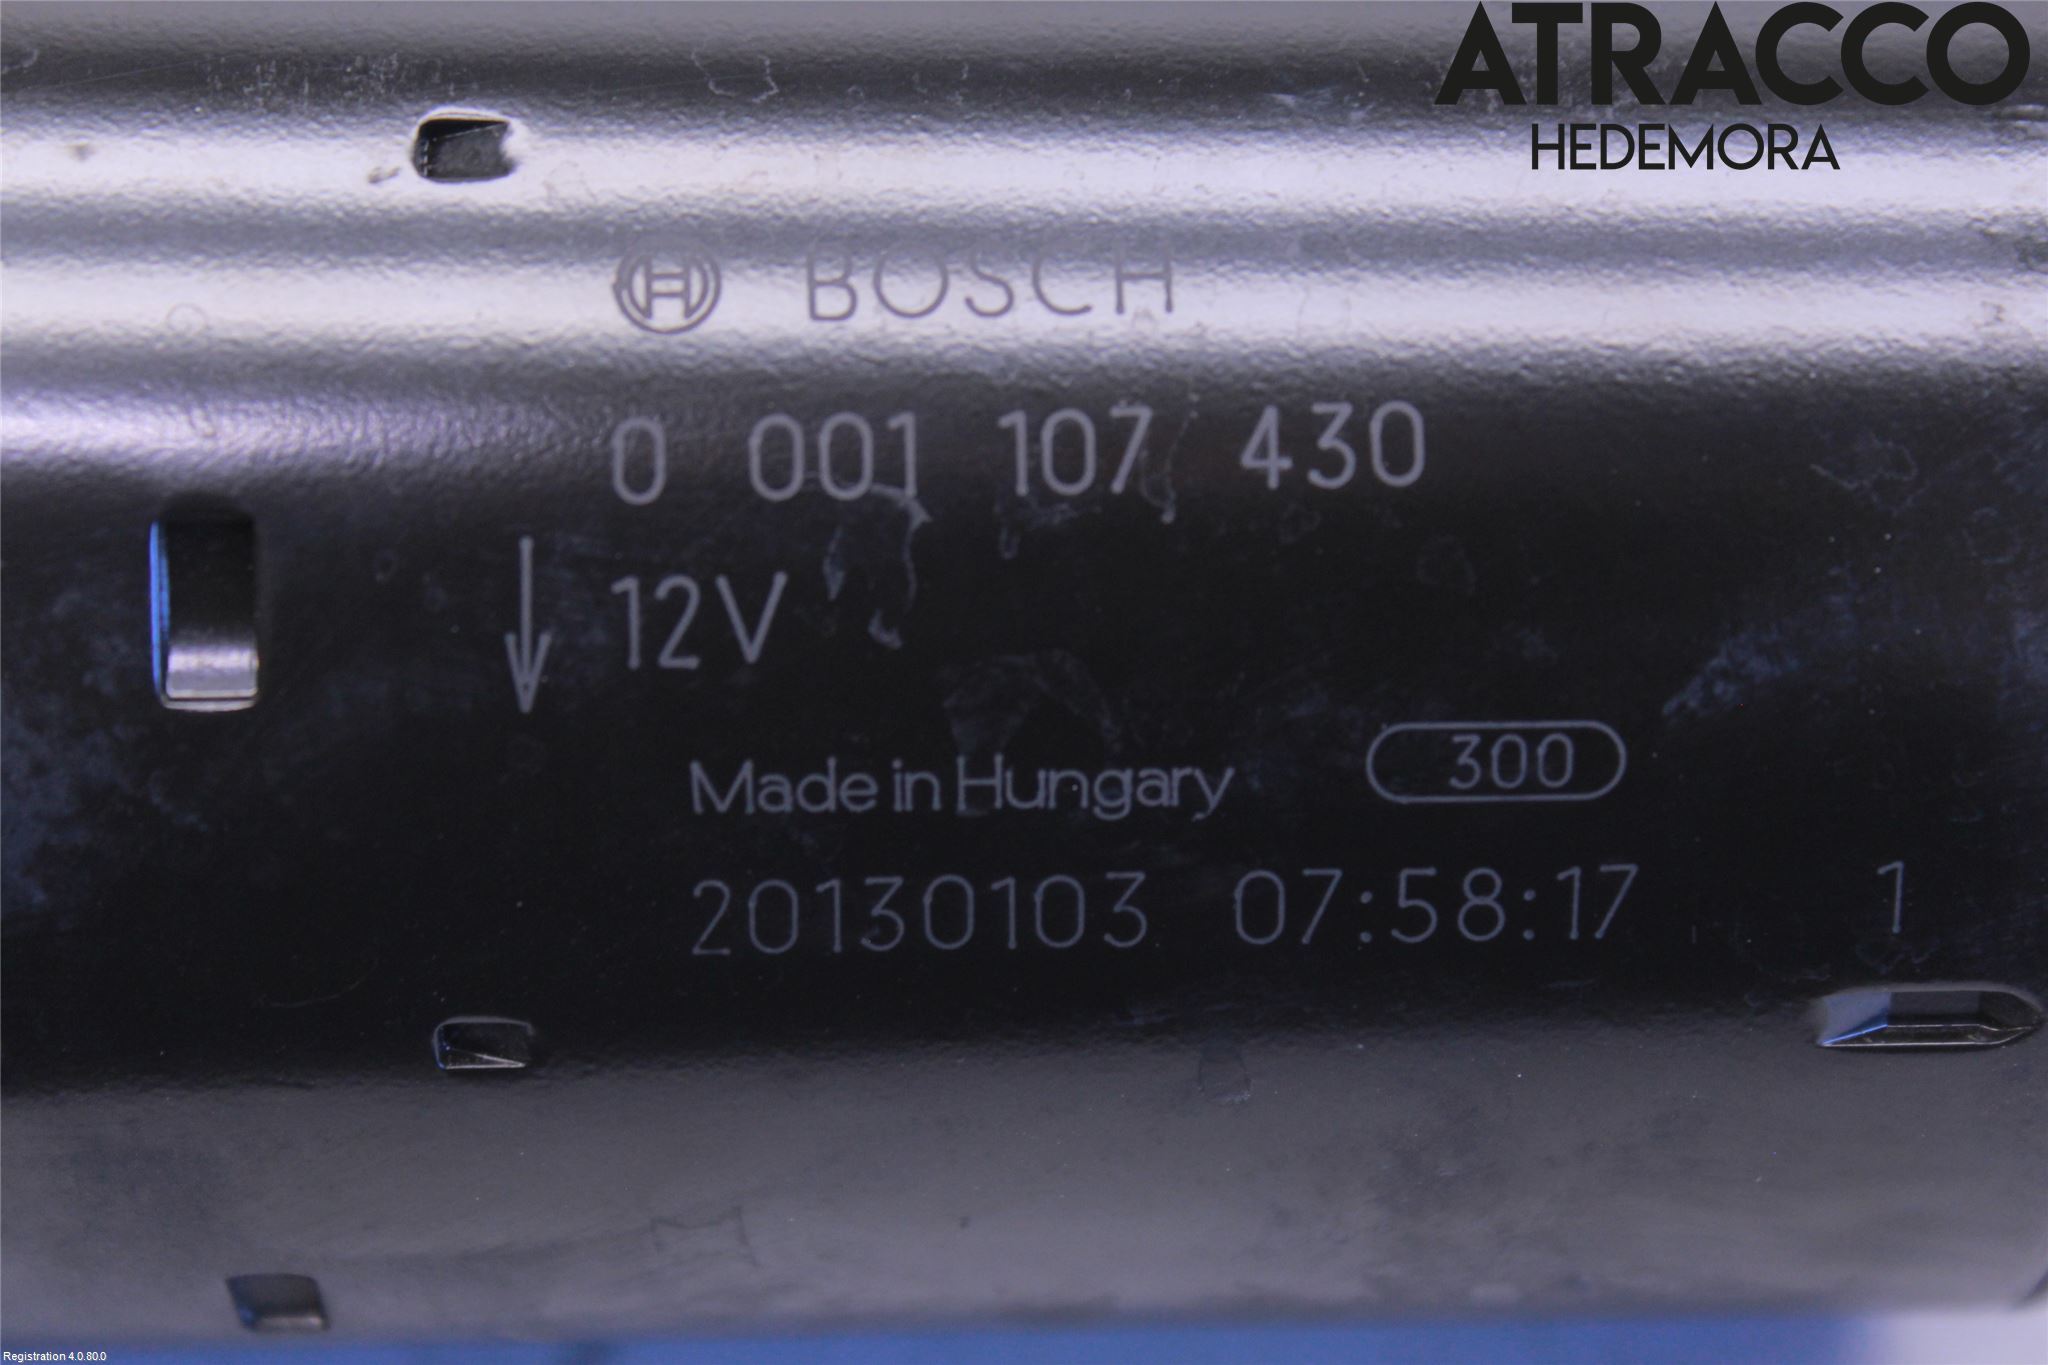 ATRACCO
HEDEMORA
BOSCH
0 001 107 430
12V
Made in Hungary 300
20130103 07:58:17 1
Registration 4.0.80.0